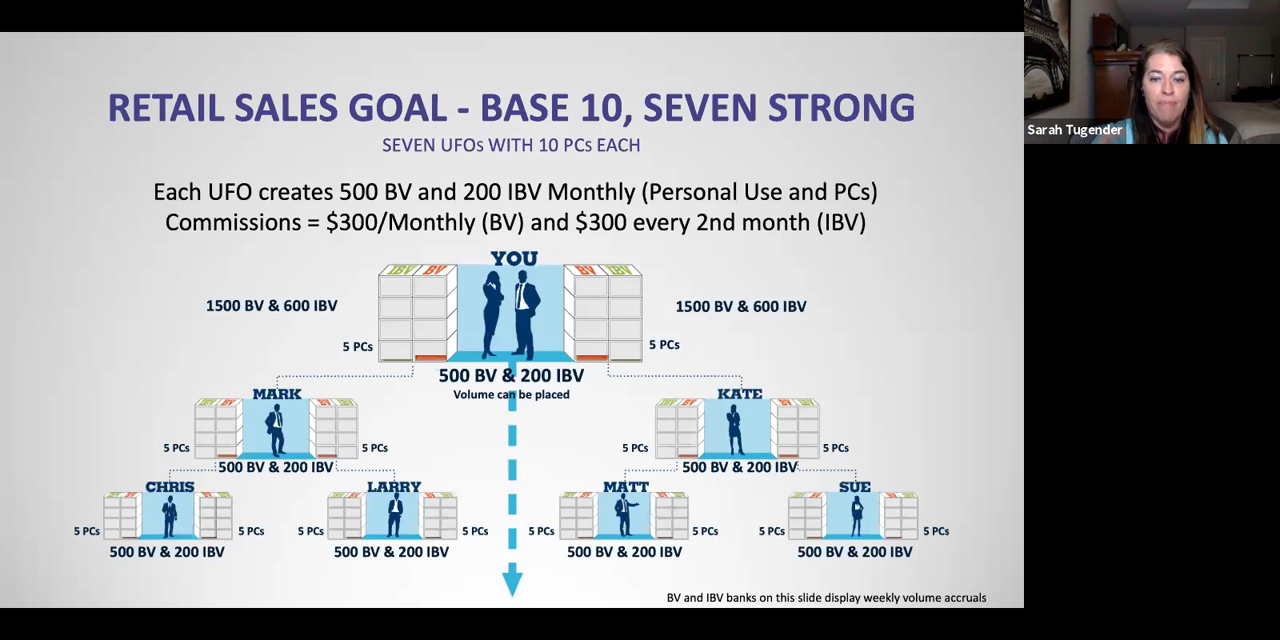 RETAIL SALES GOAL - BASE 10, SEVEN STRONG
SEVEN UFOs WITH 10 PCs EACH
Each UFO creates 500 BV and 200 IBV Monthly (Personal Use and PCs)
Commissions = $300/Monthly (BV) and $300 every 2nd month (IBV)
YOU
IBV BV BV IBV
1500 BV & 600 IBV
1500 BV & 600 IBV
5 PCs
5 PCs
500 BV & 200 IBV
Volume can be placed
MARK
KATE
5 PCs
5 PCs
5 PCs
5 PCs
500 BV & 200 IBV
500 BV & 200 IBV
CHRIS
LARRY
MATT
SUE
5 PCs
5 PCs
5 PCs
5 PCs
5 PCs
5 PCs
5 PCs
5 PCs
500 BV & 200 IBV
500 BV & 200 IBV
500 BV & 200 IBV
500 BV & 200 IBV
BV and IBV banks on this slide display weekly volume accruals
Sarah Tugender